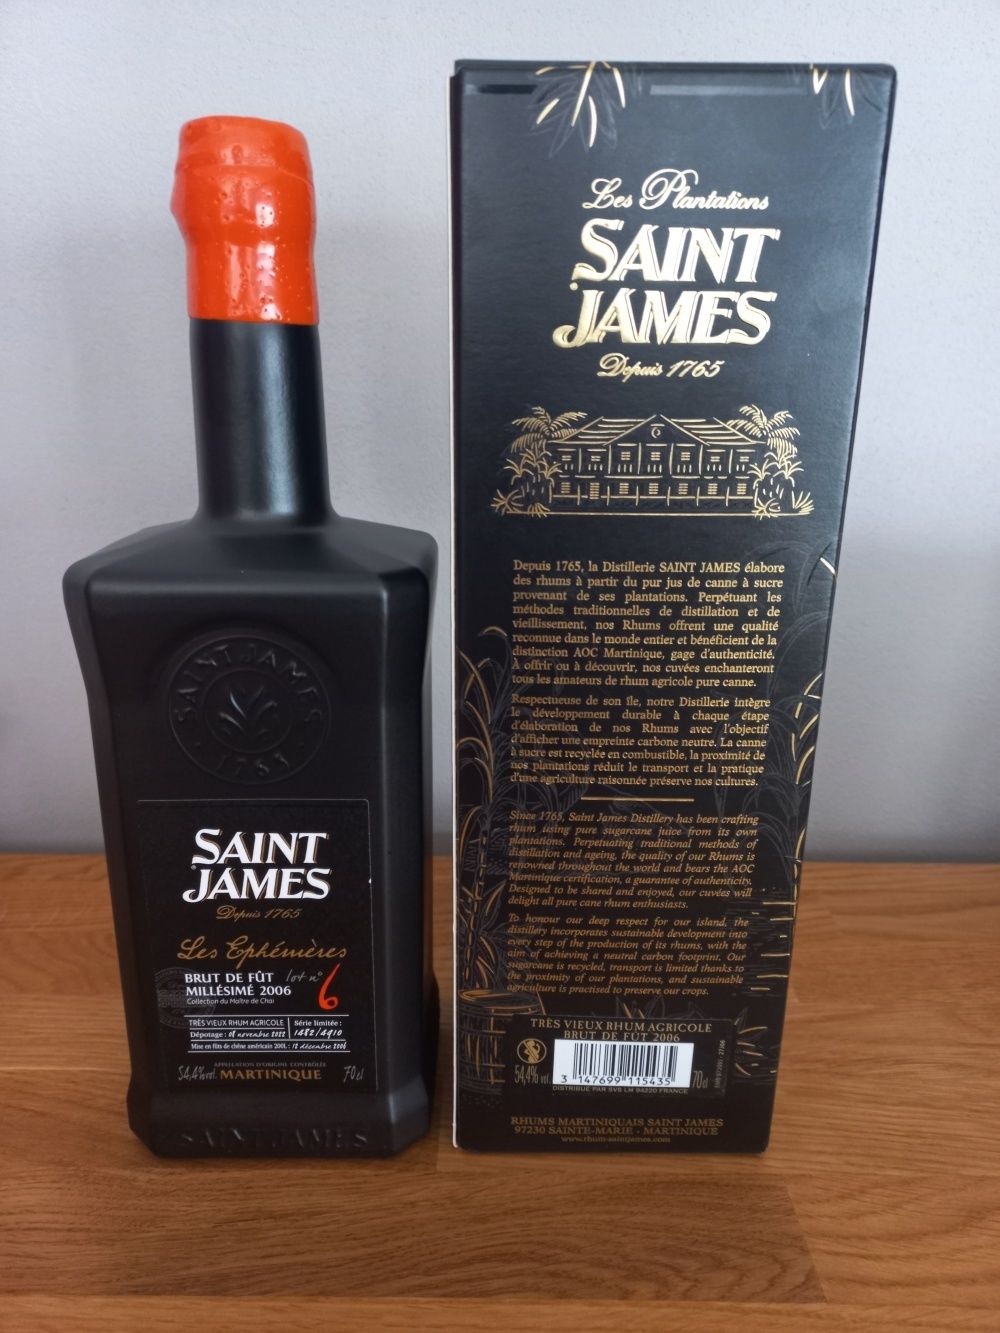 SAINT JAMES
1765
SAINT
JAMES
Depuis 1765
Les Ephémères
BRUT DE FÛT lot n° 6
MILLÉSIMÉ 2006
Collection du Maître de Chai
TRÈS VIEUX RHUM AGRICOLE
Dépotage : 08 novembre 2022
Série limitée :
1482/4910
Mise en fûts de chêne américain 200L : 12 décembre 2006
APPELLATION D'ORIGINE CONTRÔLÉE
54,4% vol. MARTINIQUE 70cl
SAINT JAMES
Les Plantations
SAINT
JAMES
Depuis 1765
Depuis 1765, la Distillerie SAINT JAMES élabore
des rhums à partir du pur jus de canne à sucre
provenant de ses plantations. Perpétuant les
méthodes traditionnelles de distillation et de
vieillissement, nos Rhums offrent une qualité
reconnue dans le monde entier et bénéficient de la
distinction AOC Martinique, gage d'authenticité.
À offrir ou à découvrir, nos cuvées enchanteront
tous les amateurs de rhum agricole pure canne.
Respectueuse de son île, notre Distillerie intègre
le développement durable à chaque étape
d'élaboration de nos Rhums avec l'objectif
d'afficher une empreinte carbone neutre. La canne
à sucre est recyclée en combustible, la proximité de
nos plantations réduit le transport et la pratique
d'une agriculture raisonnée préserve nos cultures.
Since 1765, Saint James Distillery has been crafting
rhum using pure sugarcane juice from its own
plantations. Perpetuating traditional methods of
distillation and ageing, the quality of our Rhums is
renowned throughout the world and bears the AOC
Martinique certification, a guarantee of authenticity.
Designed to be shared and enjoyed, our cuvées will
delight all pure cane rhum enthusiasts.
To honour our deep respect for our island, the
distillery incorporates sustainable development into
every step of the production of its rhums, with the
aim of achieving a neutral carbon footprint. Our
sugarcane is recycled, transport is limited thanks to
the proximity of our plantations, and sustainable
agriculture is practised to preserve our crops.
TRÈS VIEUX RHUM AGRICOLE
BRUT DE FÛT 2006
54,4% vol 70cl
3 147699 115435
DISTRIBUÉ PAR SVS LM 94220 FRANCE
RHUMS MARTINIQUAIS SAINT JAMES
97230 SAINTE-MARIE - MARTINIQUE
www.rhum-saintjames.com